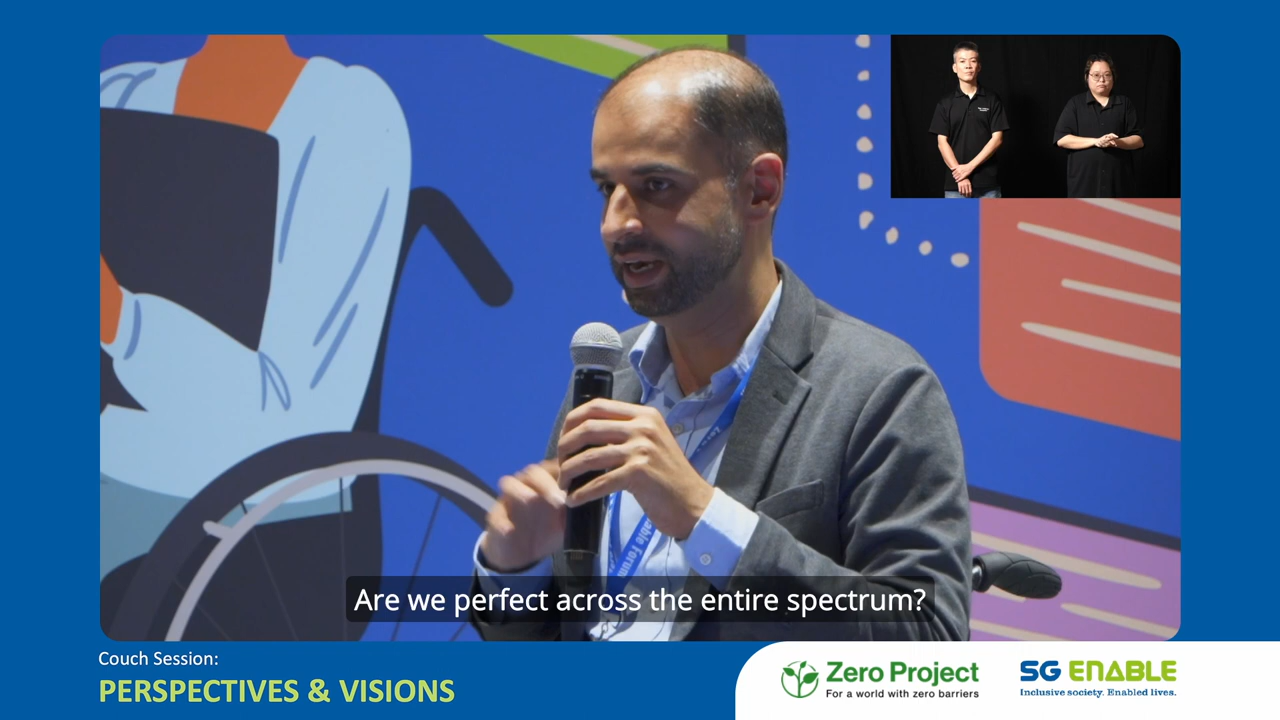 Are we perfect across the entire spectrum?
Couch Session:
PERSPECTIVES & VISIONS
Zero Project
For a world with zero barriers
SG ENABLE
Inclusive society. Enabled lives.